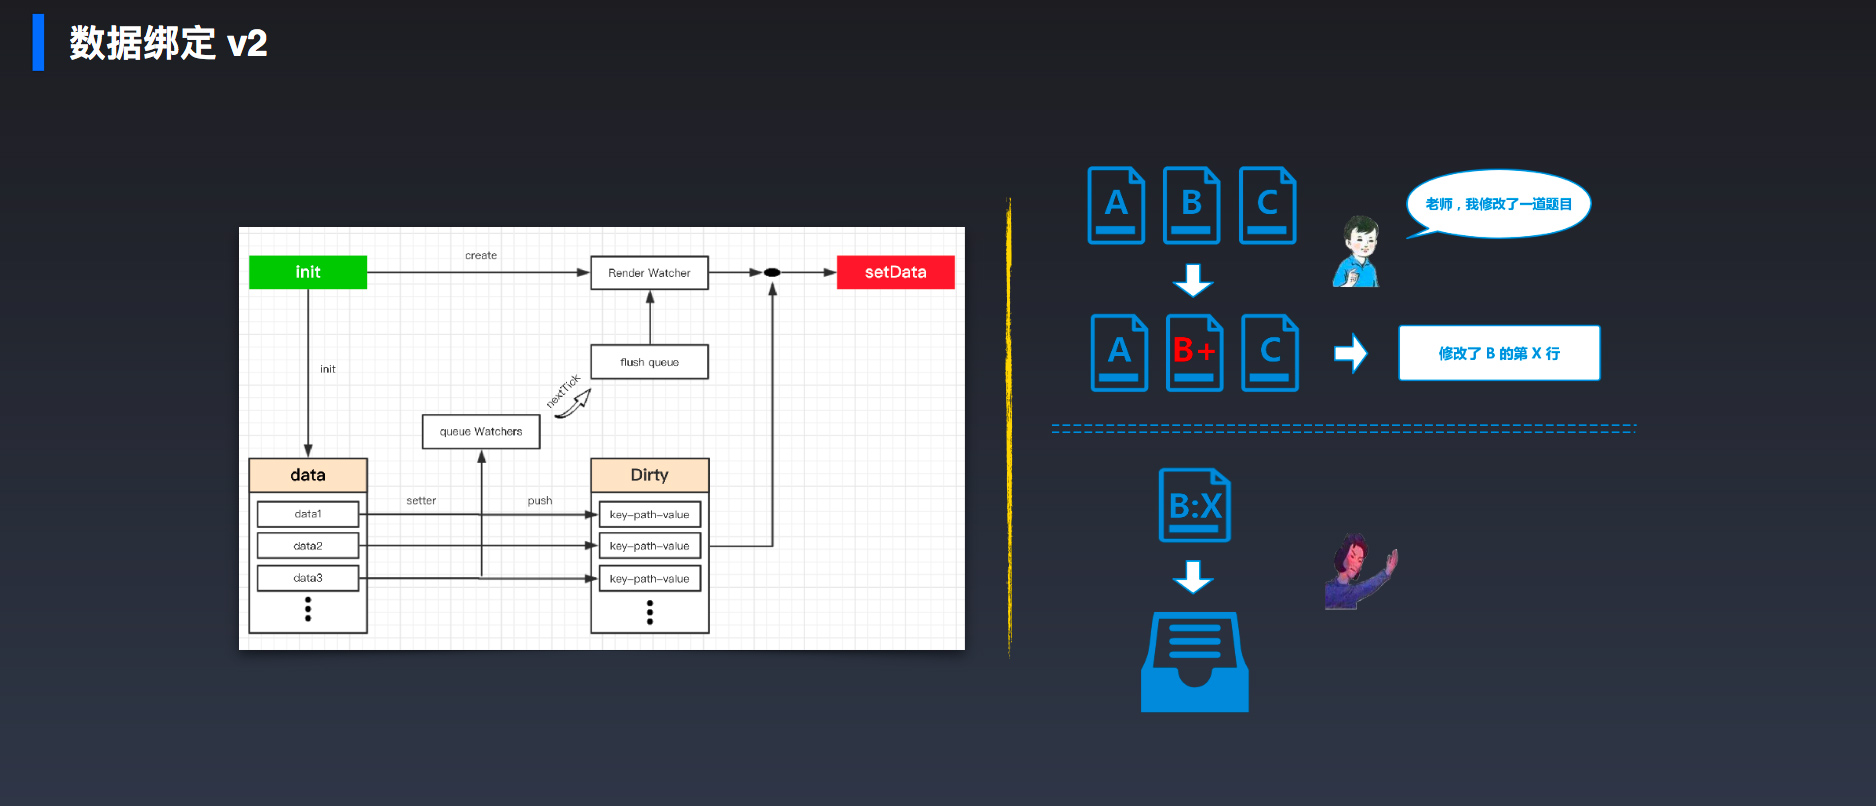 数据绑定 v2
create
init
Render Watcher
setData
init
flush queue
nextTick
queue Watchers
data
Dirty
setter
push
data1
key-path-value
data2
key-path-value
data3
key-path-value
A
B
C
老师，我修改了一道题目
A
B+
C
修改了 B 的第 X 行
B:X